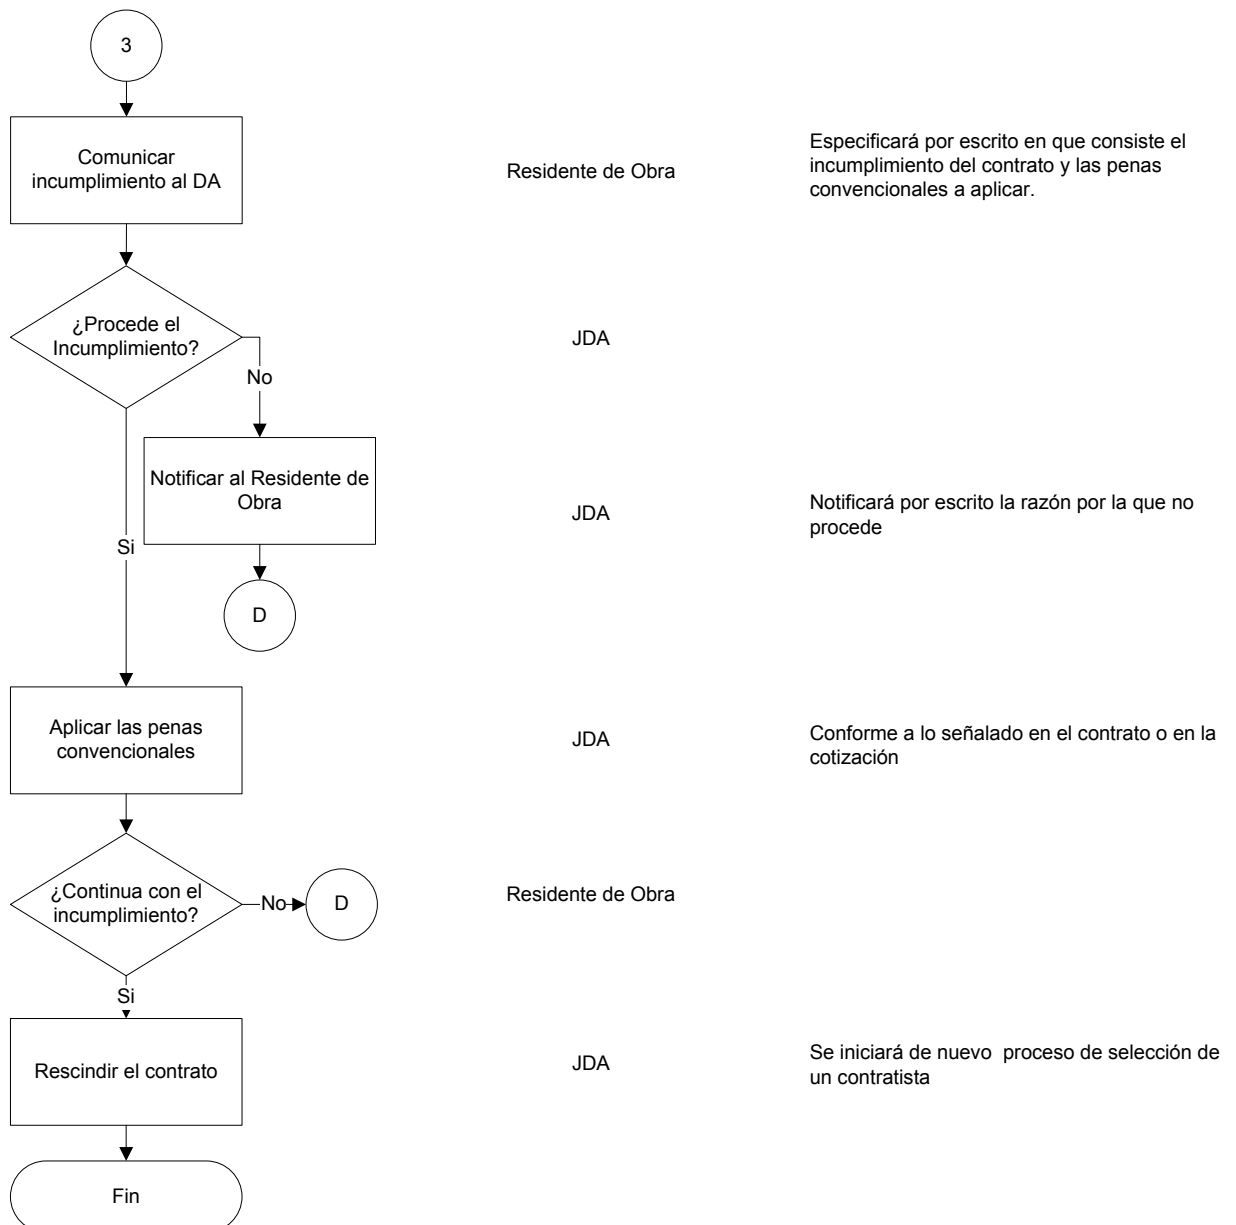 3
Comunicar
incumplimiento al DA
Residente de Obra
Especificará por escrito en que consiste el
incumplimiento del contrato y las penas
convencionales a aplicar.
¿Procede el
Incumplimiento?
JDA
No
Notificar al Residente de
Obra
JDA
Notificará por escrito la razón por la que no
procede
Si
D
Aplicar las penas
convencionales
JDA
Conforme a lo señalado en el contrato o en la
cotización
¿Continua con el
incumplimiento?
No
D
Residente de Obra
Si
Rescindir el contrato
JDA
Se iniciará de nuevo  proceso de selección de
un contratista
Fin